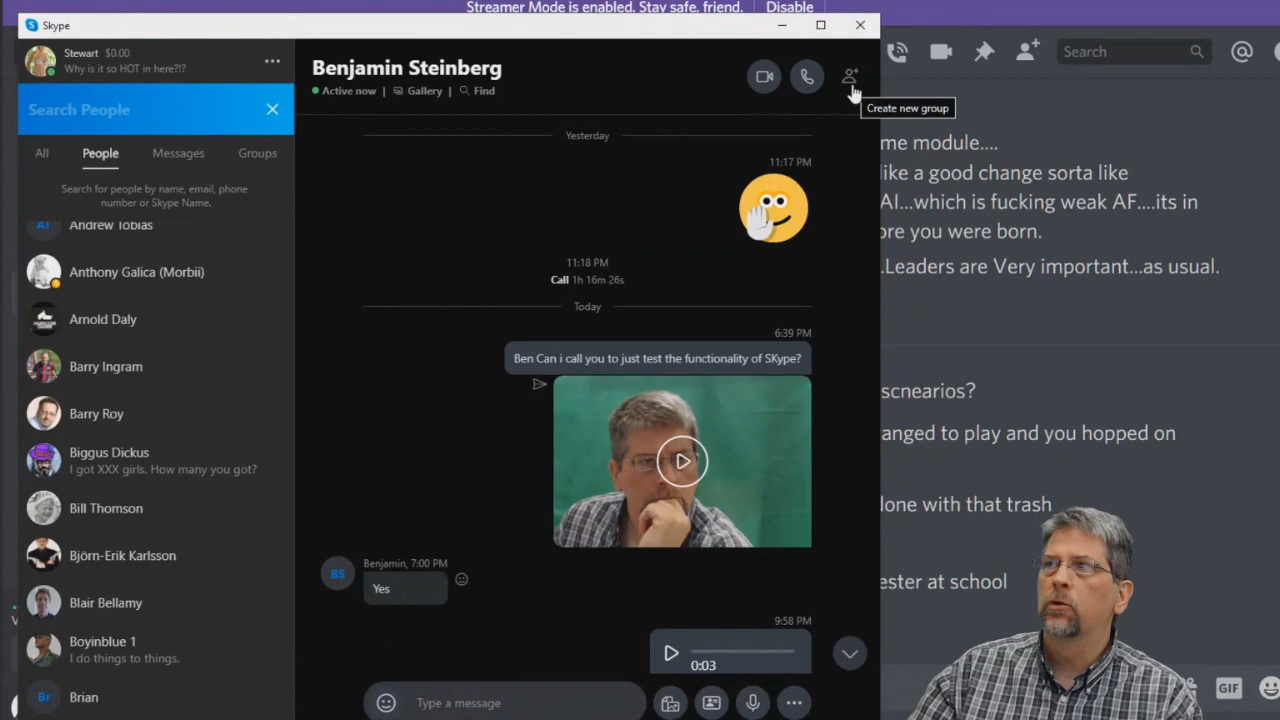 Streamer Mode is enabled. Stay safe, friend. Disable
Skype
Stewart $0.00
Why is it so HOT in here?!?
Search People
All People Messages Groups
Search for people by name, email, phone
number or Skype Name.
Andrew Tobias
Anthony Galica (Morbii)
Arnold Daly
Barry Ingram
Barry Roy
Biggus Dickus
I got XXX girls. How many you got?
Bill Thomson
Björn-Erik Karlsson
Blair Bellamy
Boyinblue 1
I do things to things.
Br Brian
Benjamin Steinberg
Active now | Gallery | Find
Create new group
Yesterday
11:17 PM
11:18 PM
Call 1h 16m 26s
Today
6:39 PM
Ben Can i call you to just test the functionality of SKype?
BS
Benjamin, 7:00 PM
Yes
9:58 PM
0:03
Type a message
Search
me module....
like a good change sorta like
AI...which is fucking weak AF....its in
ore you were born.
.Leaders are Very important...as usual.
scnearios?
anged to play and you hopped on
lone with that trash
ester at school
GIF